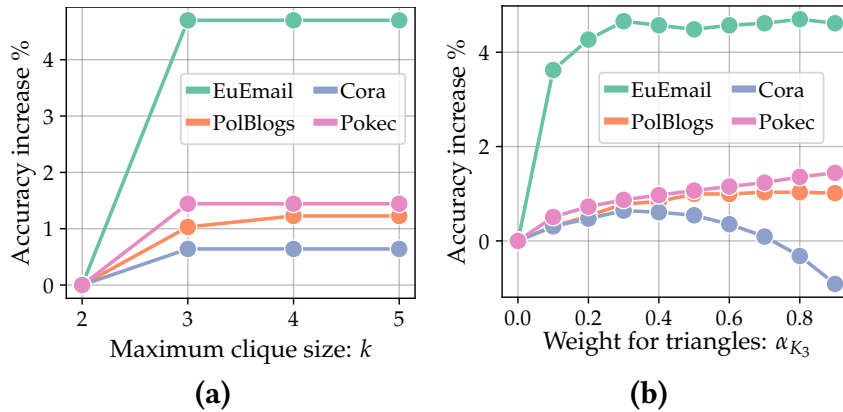 Accuracy increase %
4
3
2
1
0
EuEmail
PolBlogs
Cora
Pokec
2
3
4
5
Maximum clique size: k
(a)
Accuracy increase %
4
2
0
EuEmail
PolBlogs
Cora
Pokec
0.0
0.2
0.4
0.6
0.8
Weight for triangles: α_{K_3}
(b)